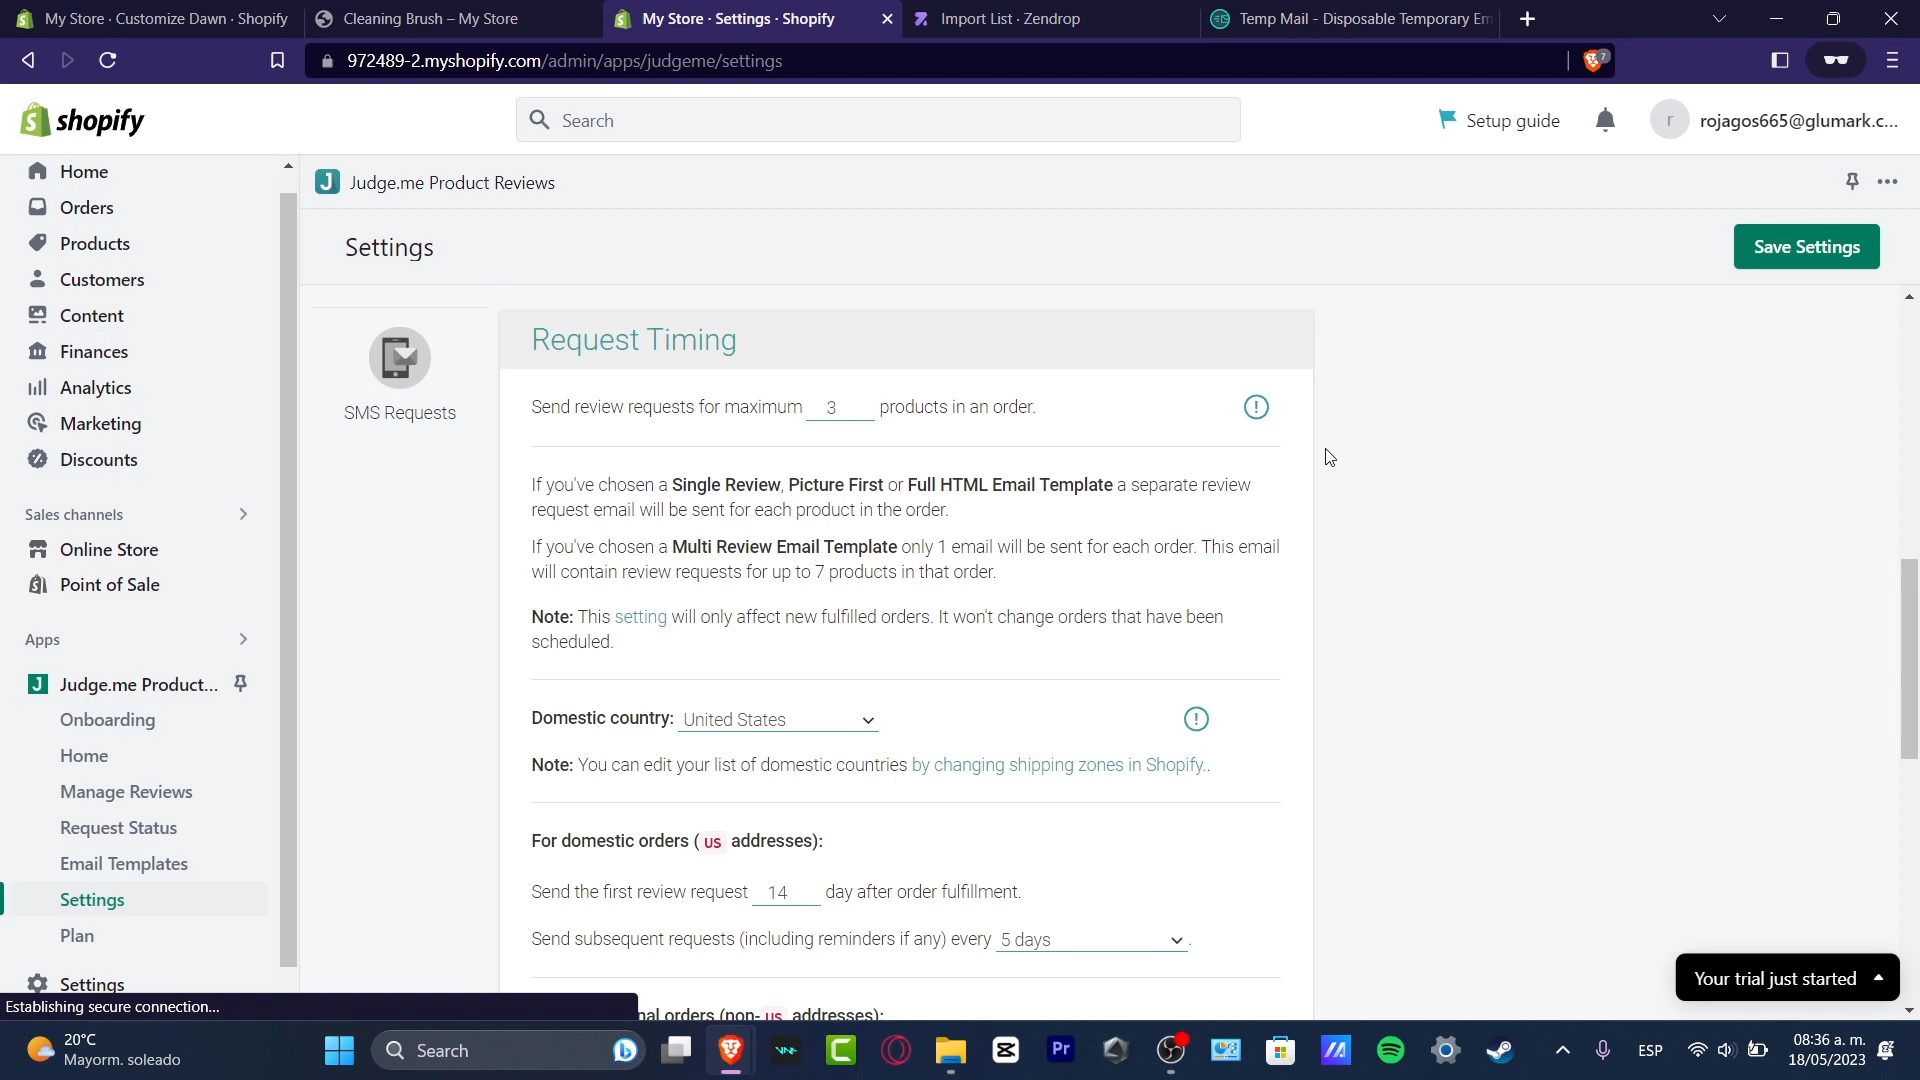 My Store · Customize Dawn · Shopify
Cleaning Brush – My Store
My Store · Settings · Shopify
Import List · Zendrop
Temp Mail - Disposable Temporary Em
972489-2.myshopify.com/admin/apps/judgeme/settings
7
shopify
Search
Setup guide
r
rojagos665@glumark.c...
Home
Orders
Products
Customers
Content
Finances
Analytics
Marketing
Discounts
Sales channels
Online Store
Point of Sale
Apps
Judge.me Product...
Onboarding
Home
Manage Reviews
Request Status
Email Templates
Settings
Plan
Settings
Establishing secure connection...
Judge.me Product Reviews
Settings
Save Settings
SMS Requests
Request Timing
Send review requests for maximum 3 products in an order.
If you've chosen a Single Review, Picture First or Full HTML Email Template a separate review
request email will be sent for each product in the order.
If you've chosen a Multi Review Email Template only 1 email will be sent for each order. This email
will contain review requests for up to 7 products in that order.
Note: This setting will only affect new fulfilled orders. It won't change orders that have been
scheduled.
Domestic country: United States
Note: You can edit your list of domestic countries by changing shipping zones in Shopify..
For domestic orders ( US addresses):
Send the first review request 14 day after order fulfillment.
Send subsequent requests (including reminders if any) every 5 days .
nal orders (non- US addresses):
Your trial just started
20°C
Mayorm. soleado
Search
Pr
ESP
08:36 a. m.
18/05/2023